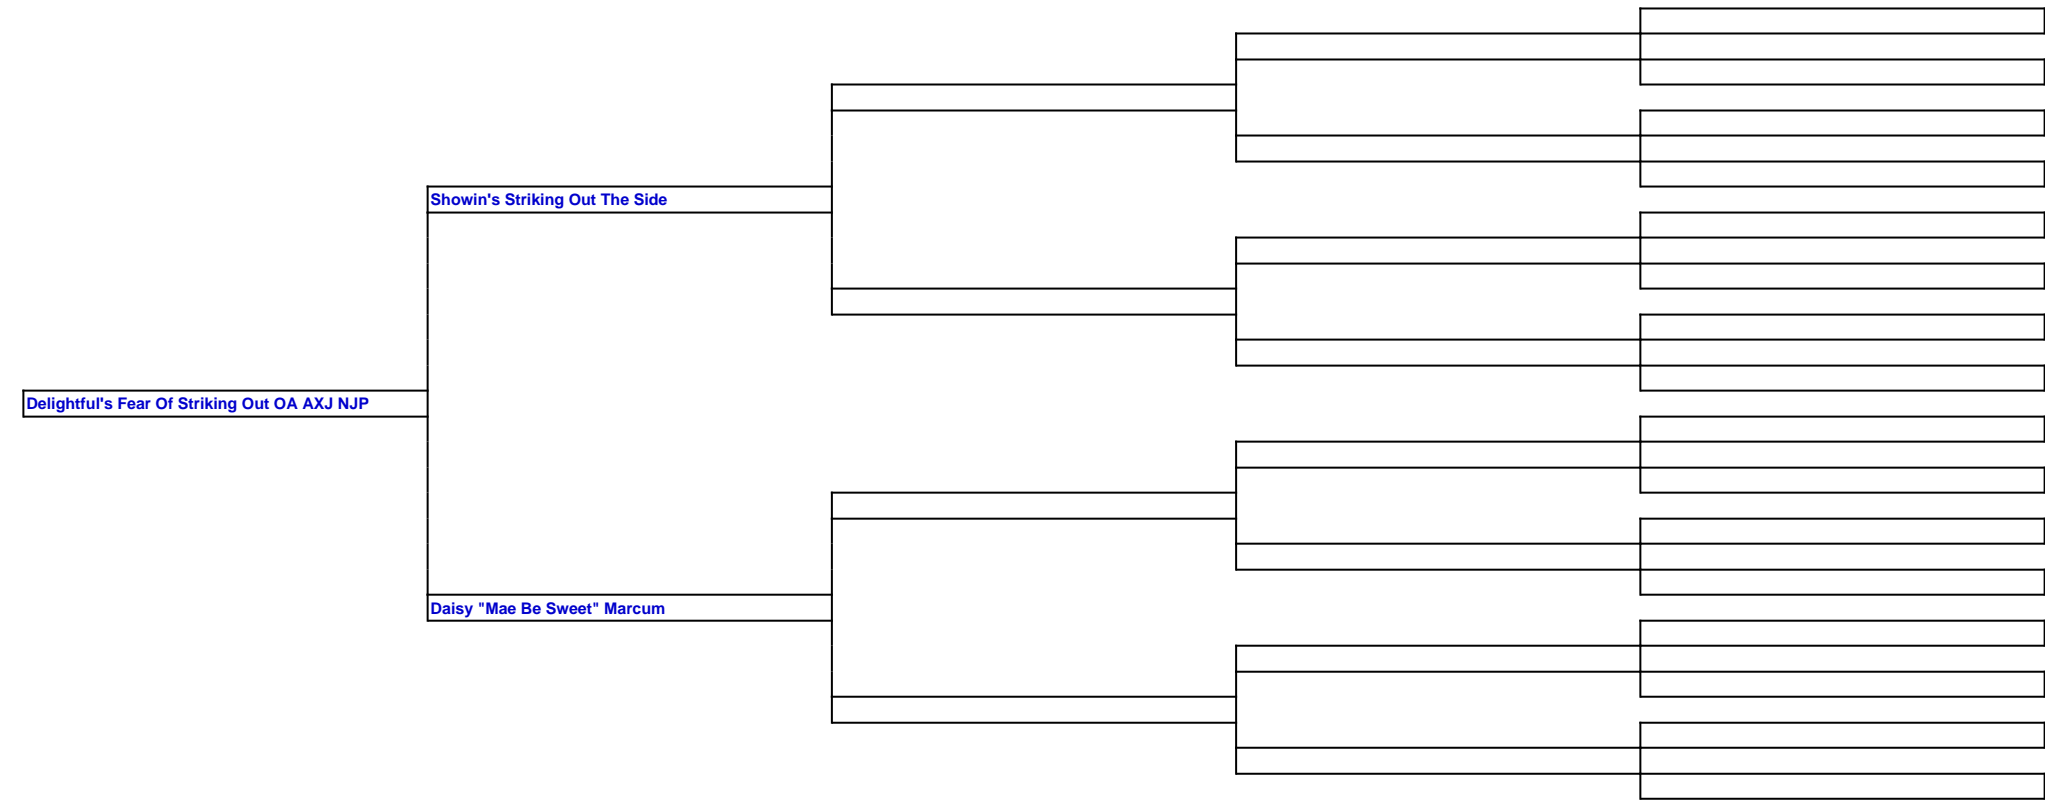 Showin's Striking Out The Side
Delightful's Fear Of Striking Out OA AXJ NJP
Daisy "Mae Be Sweet" Marcum